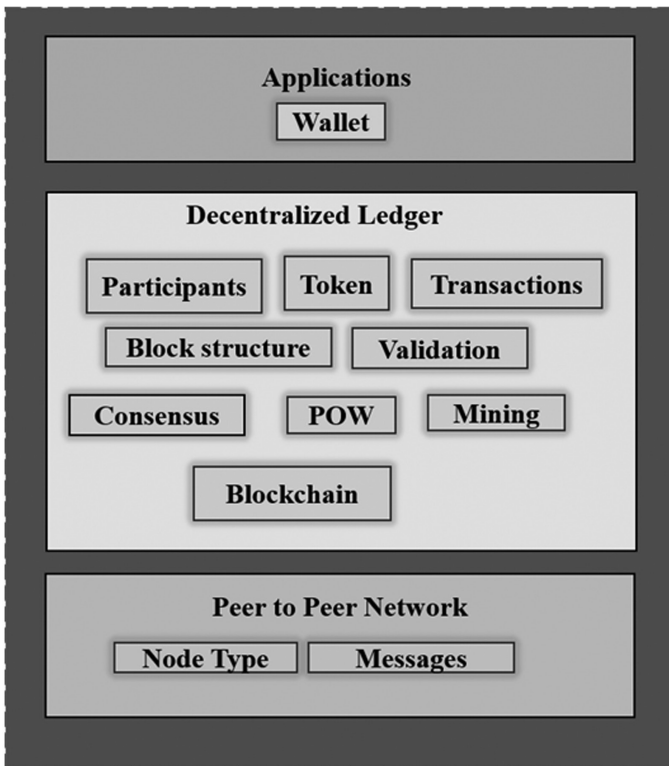 Applications
Wallet
Decentralized Ledger
Participants Token Transactions
Block structure Validation
Consensus POW Mining
Blockchain
Peer to Peer Network
Node Type Messages